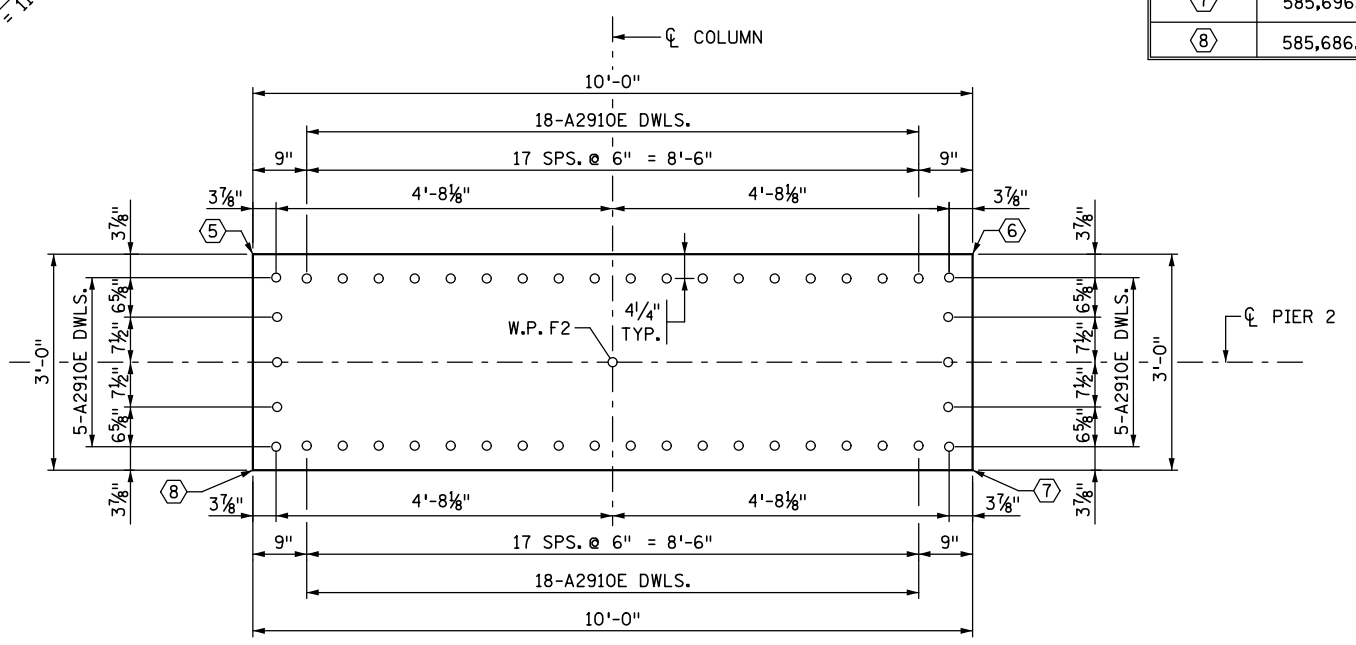 = 11
7 585,696.
8 585,686.
℄ COLUMN
10'-0"
18-A2910E DWLS.
9" 17 SPS. @ 6" = 8'-6" 9"
3⅞" 4'-8⅛" 4'-8⅛" 3⅞"
3⅞" 5 6 3⅞"
6⅝" 6⅝"
4¼" TYP.
W.P. F2
℄ PIER 2
7½" 7½"
3'-0" 5-A2910E DWLS. 5-A2910E DWLS. 3'-0"
7½" 7½"
6⅝" 6⅝"
3⅞" 8 7 3⅞"
3⅞" 4'-8⅛" 4'-8⅛" 3⅞"
9" 17 SPS. @ 6" = 8'-6" 9"
18-A2910E DWLS.
10'-0"